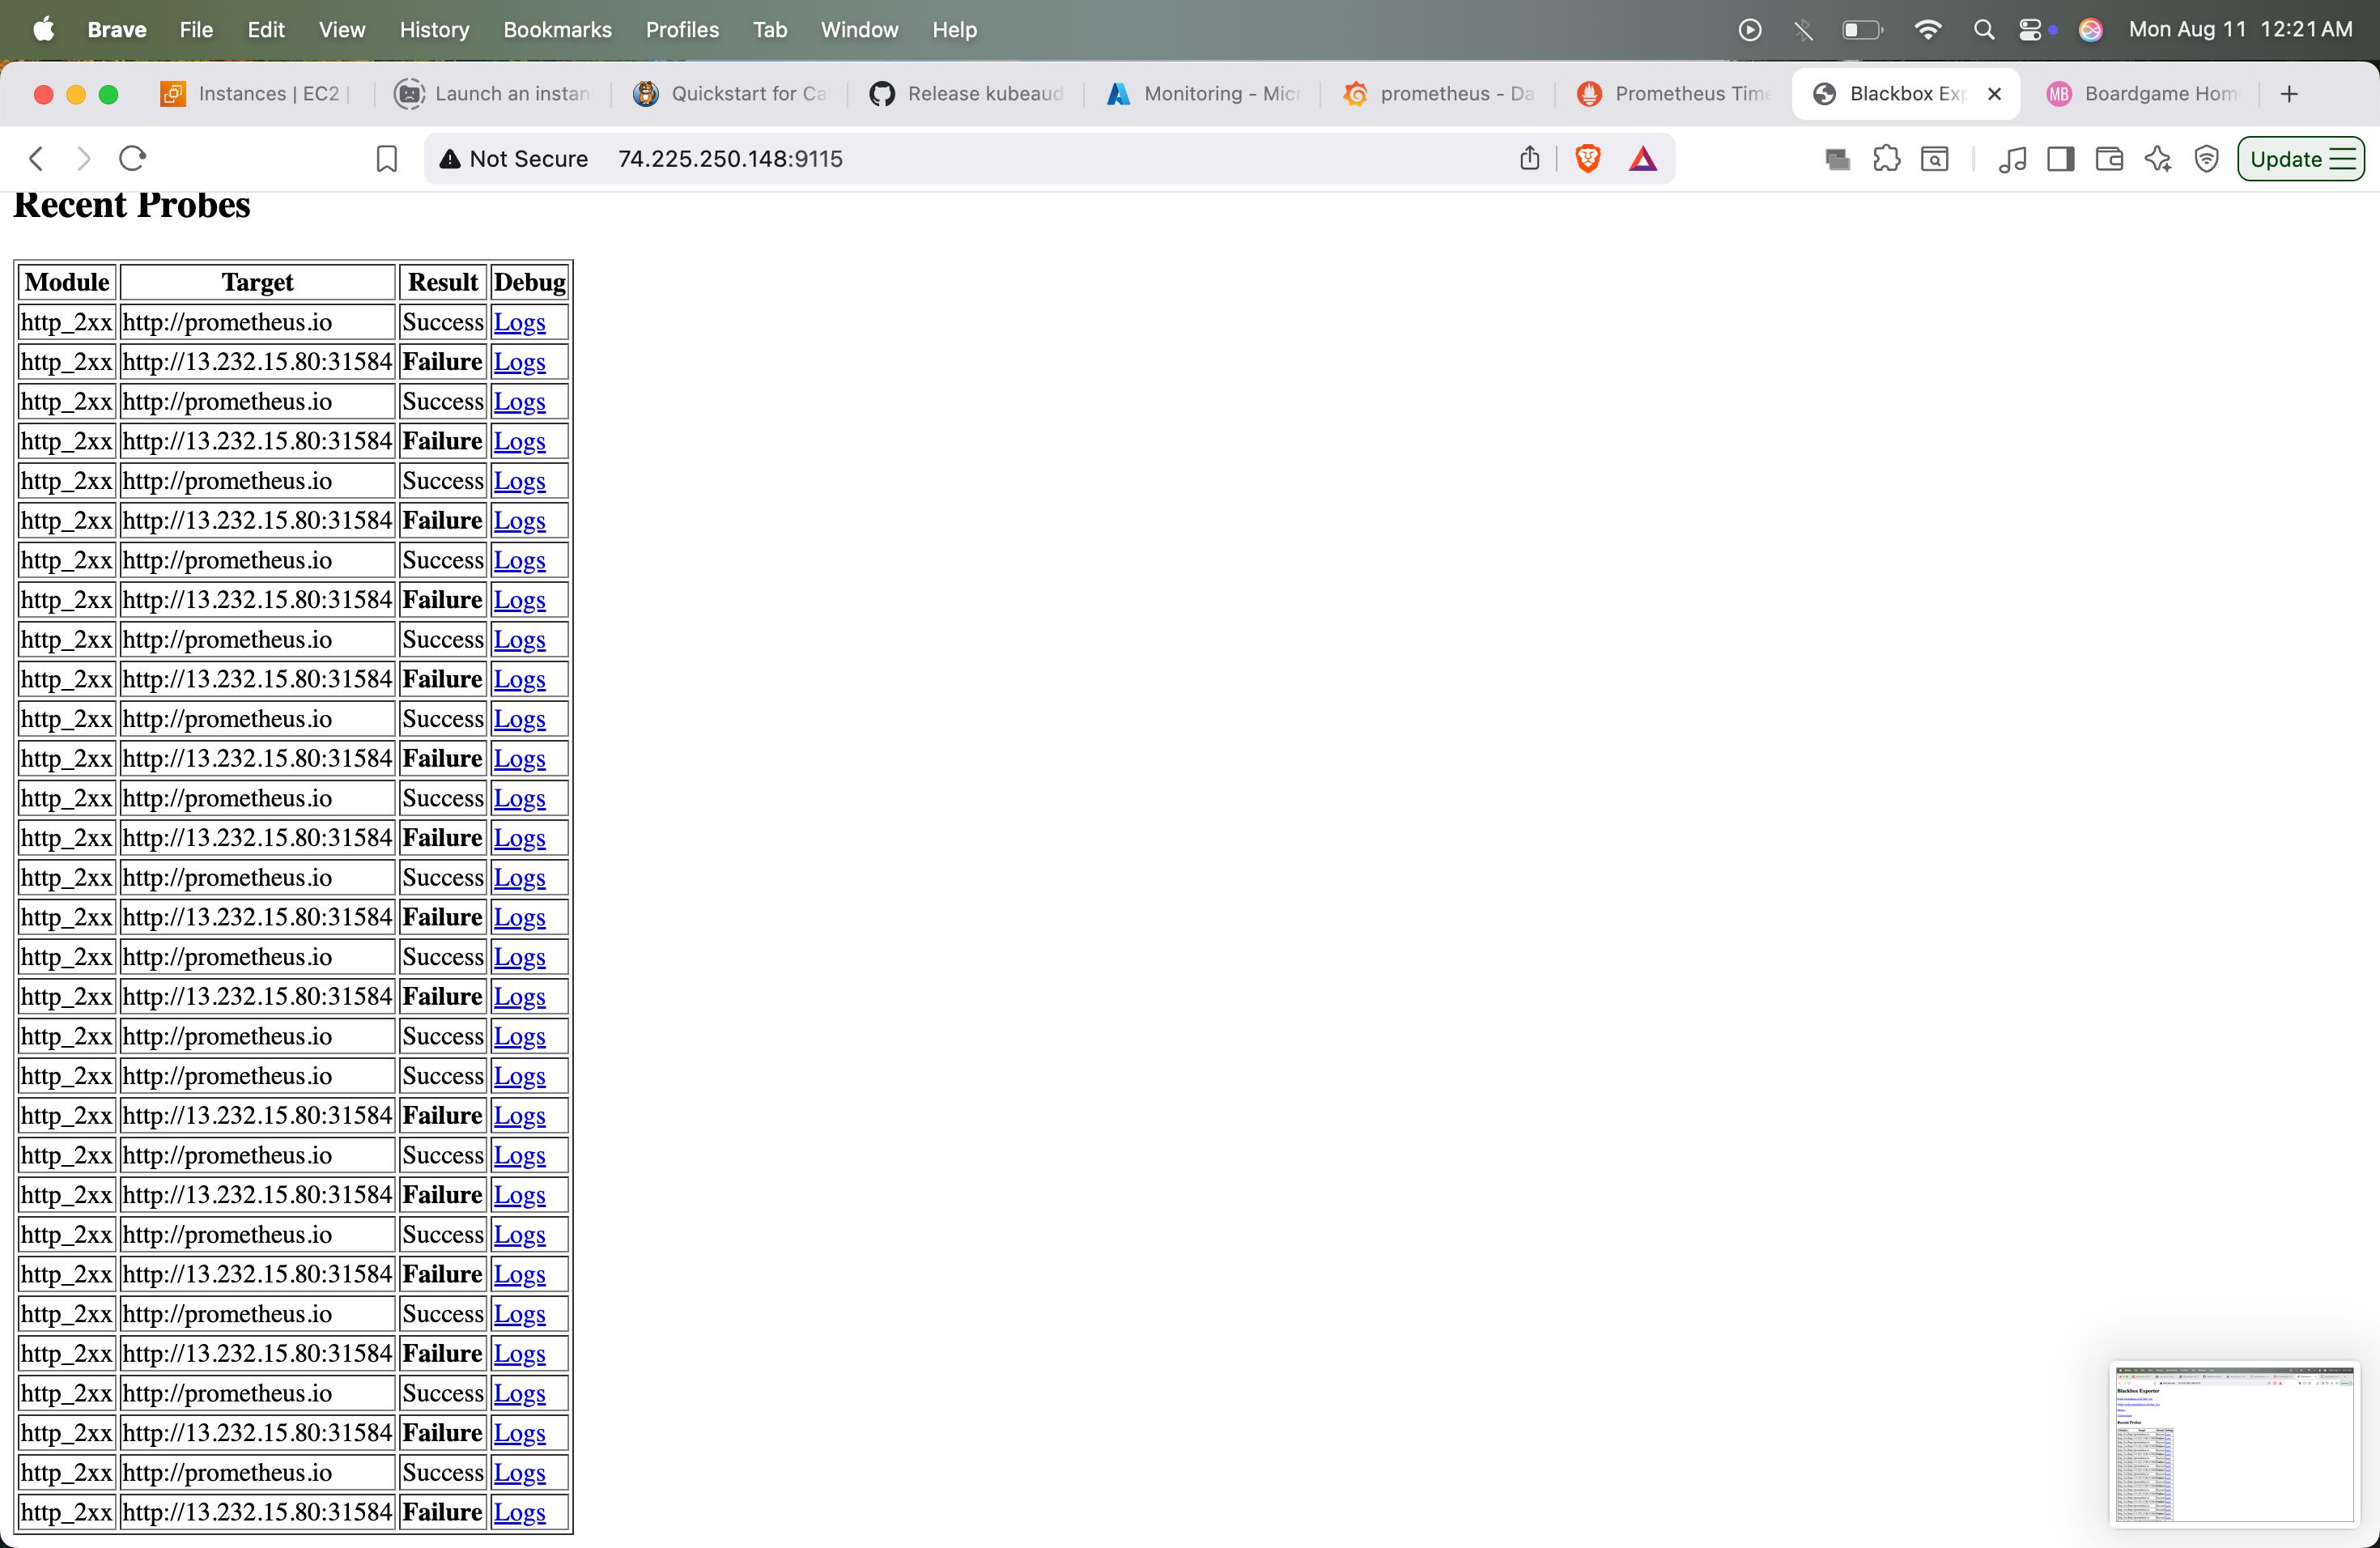 Brave File Edit View History Bookmarks Profiles Tab Window Help Mon Aug 11 12:21 AM
Instances | EC2 | Launch an instan Quickstart for Ca Release kubeaud Monitoring - Micr prometheus - Da Prometheus Time Blackbox Exp MB Boardgame Hom
Not Secure 74.225.250.148:9115 Update
Recent Probes
Module Target Result Debug
http_2xx http://prometheus.io Success Logs
http_2xx http://13.232.15.80:31584 Failure Logs
http_2xx http://prometheus.io Success Logs
http_2xx http://13.232.15.80:31584 Failure Logs
http_2xx http://prometheus.io Success Logs
http_2xx http://13.232.15.80:31584 Failure Logs
http_2xx http://prometheus.io Success Logs
http_2xx http://13.232.15.80:31584 Failure Logs
http_2xx http://prometheus.io Success Logs
http_2xx http://13.232.15.80:31584 Failure Logs
http_2xx http://prometheus.io Success Logs
http_2xx http://13.232.15.80:31584 Failure Logs
http_2xx http://prometheus.io Success Logs
http_2xx http://13.232.15.80:31584 Failure Logs
http_2xx http://prometheus.io Success Logs
http_2xx http://13.232.15.80:31584 Failure Logs
http_2xx http://prometheus.io Success Logs
http_2xx http://13.232.15.80:31584 Failure Logs
http_2xx http://prometheus.io Success Logs
http_2xx http://prometheus.io Success Logs
http_2xx http://13.232.15.80:31584 Failure Logs
http_2xx http://prometheus.io Success Logs
http_2xx http://13.232.15.80:31584 Failure Logs
http_2xx http://prometheus.io Success Logs
http_2xx http://13.232.15.80:31584 Failure Logs
http_2xx http://prometheus.io Success Logs
http_2xx http://13.232.15.80:31584 Failure Logs
http_2xx http://prometheus.io Success Logs
http_2xx http://13.232.15.80:31584 Failure Logs
http_2xx http://prometheus.io Success Logs
http_2xx http://13.232.15.80:31584 Failure Logs
Blackbox Exporter
Recent Probes